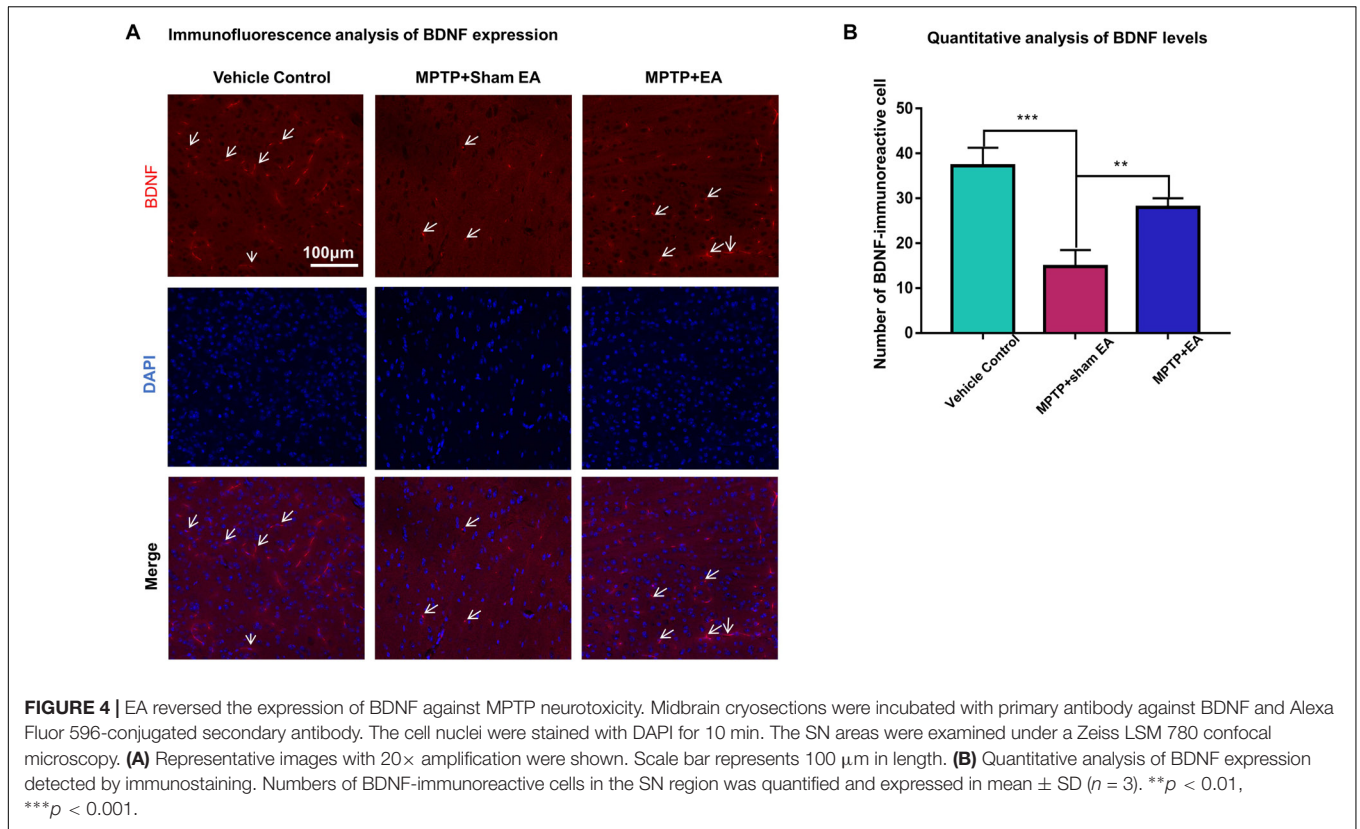 A Immunofluorescence analysis of BDNF expression
Vehicle Control MPTP+Sham EA MPTP+EA
BDNF
100μm
DAPI
Merge
B Quantitative analysis of BDNF levels
Number of BDNF-immunoreactive cell
50
40
30
20
10
0
***
**
Vehicle Control
MPTP+sham EA
MPTP+EA
FIGURE 4 | EA reversed the expression of BDNF against MPTP neurotoxicity. Midbrain cryosections were incubated with primary antibody against BDNF and Alexa
Fluor 596-conjugated secondary antibody. The cell nuclei were stained with DAPI for 10 min. The SN areas were examined under a Zeiss LSM 780 confocal
microscopy. (A) Representative images with 20× amplification were shown. Scale bar represents 100 μm in length. (B) Quantitative analysis of BDNF expression
detected by immunostaining. Numbers of BDNF-immunoreactive cells in the SN region was quantified and expressed in mean ± SD (n = 3). **p < 0.01,
***p < 0.001.